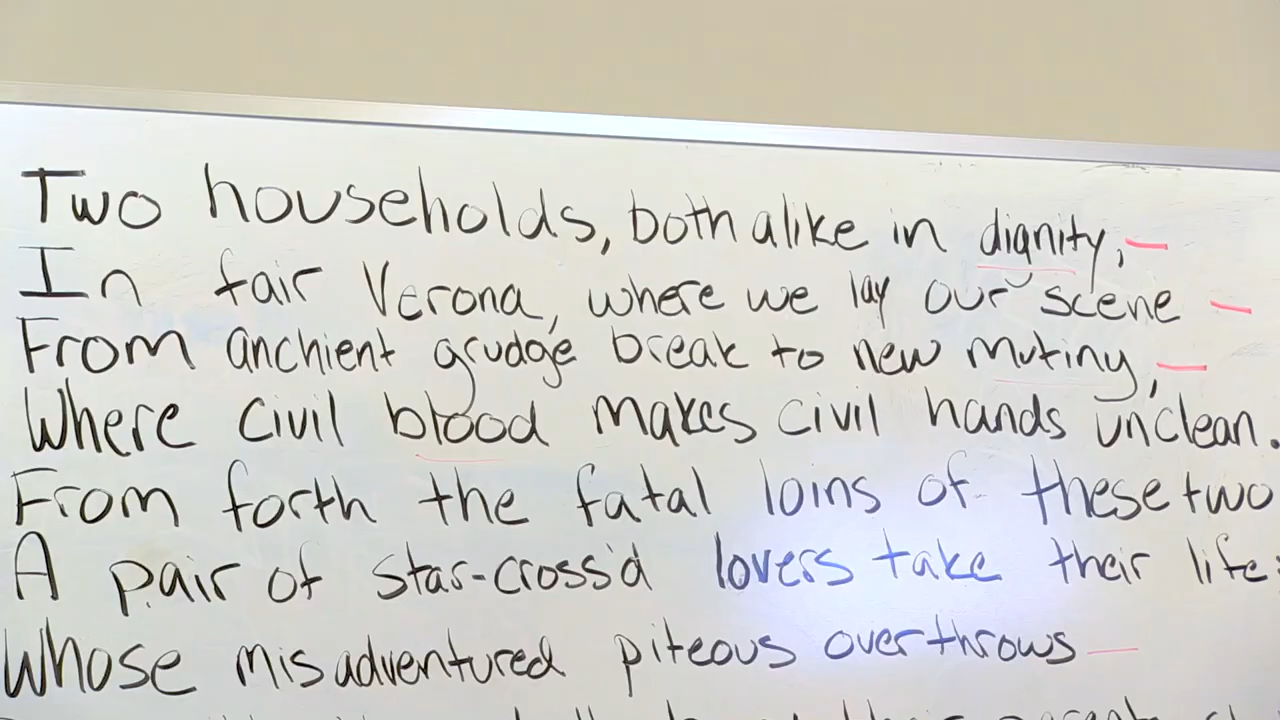 Two households, both alike in dignity,
In fair Verona, where we lay our scene
From anchient grudge break to new mutiny,
Where civil blood makes civil hands unclean.
From forth the fatal loins of these two
A pair of star-cross'd lovers take their life:
Whose misadventured piteous overthrows